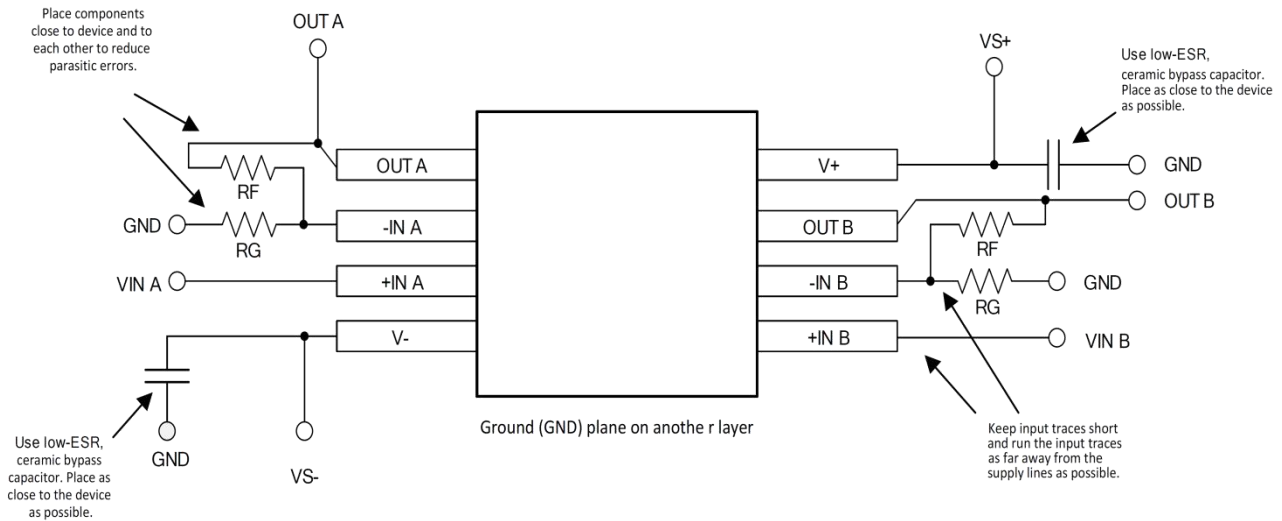 Place components
close to device and to
each other to reduce
parasitic errors.
OUT A
VS+
Use low-ESR,
ceramic bypass capacitor.
Place as close to the device
as possible.
OUT A
V+
GND
RF
OUT B
GND
-IN A
OUT B
RG
RF
VIN A
+IN A
-IN B
GND
RG
V-
+IN B
VIN B
Ground (GND) plane on anothe r layer
Keep input traces short
and run the input traces
as far away from the
supply lines as possible.
Use low-ESR,
ceramic bypass
capacitor. Place as
close to the device
as possible.
GND
VS-